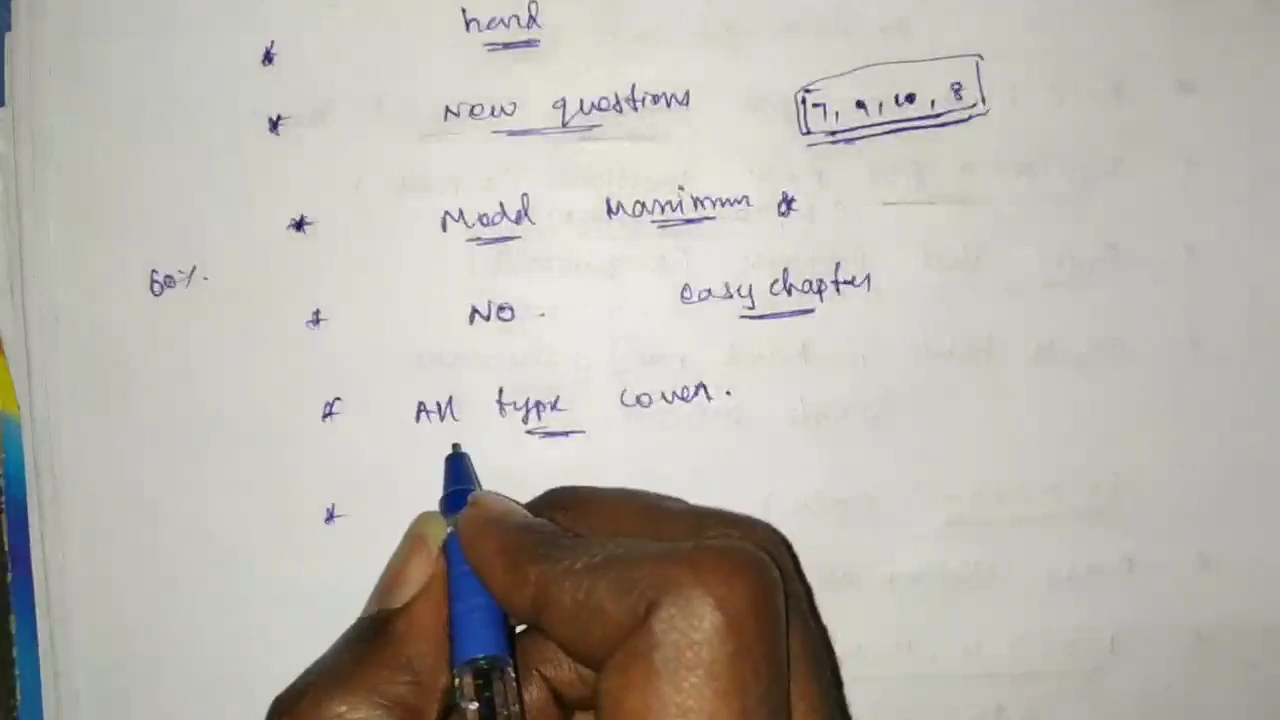 * hard
* New questions 7, 9, 10, 8
* Model Maximum *
60%.
* NO. easy chapter
* All type cover.
*